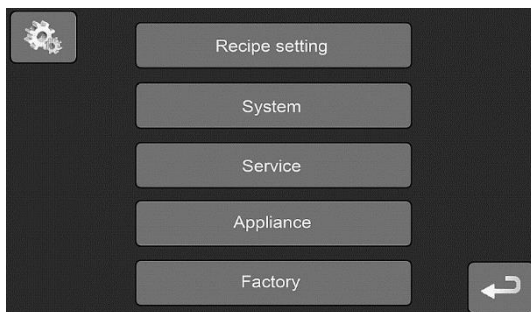 Recipe setting
System
Service
Appliance
Factory